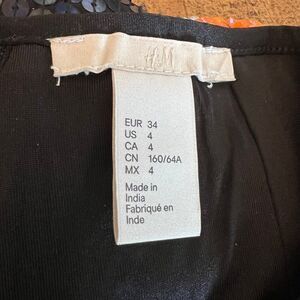 H&M
EUR 34
US 4
CA 4
CN 160/64A
MX 4
Made in
India
Fabriqué en
Inde